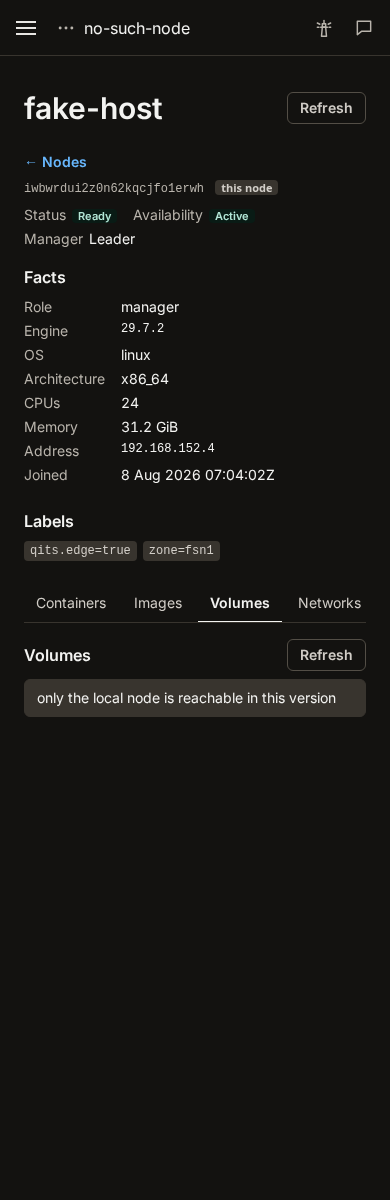 ··· no-such-node
fake-host
Refresh
← Nodes
iwbwrdui2z0n62kqcjfo1erwh this node
Status Ready Availability Active
Manager Leader
Facts
Role manager
Engine 29.7.2
OS linux
Architecture x86_64
CPUs 24
Memory 31.2 GiB
Address 192.168.152.4
Joined 8 Aug 2026 07:04:02Z
Labels
qits.edge=true zone=fsn1
Containers Images Volumes Networks
Volumes Refresh
only the local node is reachable in this version